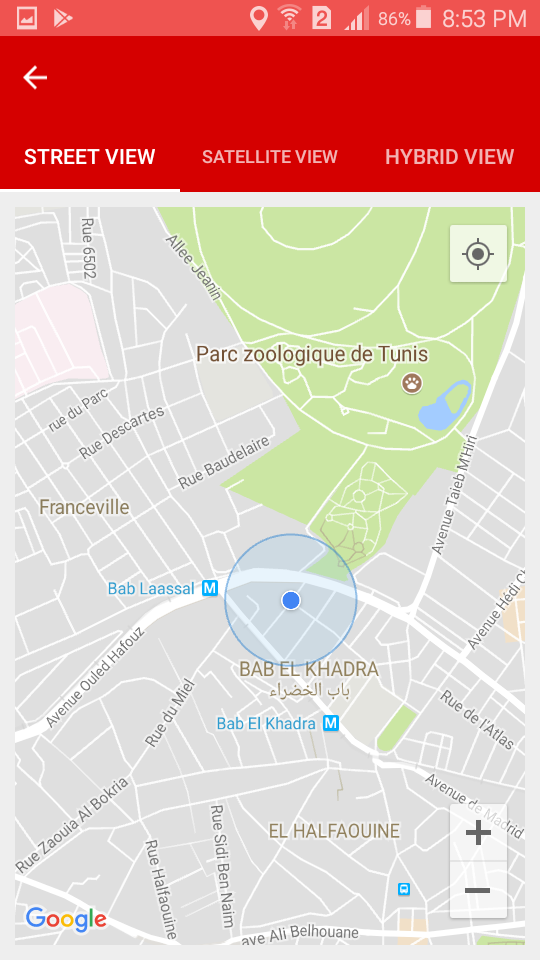 2
86%
8:53 PM
STREET VIEW
SATELLITE VIEW
HYBRID VIEW
Rue 6502
Allee Jeanin
Parc zoologique de Tunis
rue du Parc
Rue Descartes
Rue Baudelaire
Avenue Taieb M'Hiri
Franceville
Bab Laassal M
Avenue Hédi C
Avenue Ouled Hafouz
BAB EL KHADRA
باب الخضراء
Rue du Miel
Rue de l'Atlas
Bab El Khadra M
Avenue de Madrid
Rue Zaouia Al Bokria
Rue Sidi Ben Naim
EL HALFAOUINE
Rue Halfaouine
Google
ave Ali Belhouane